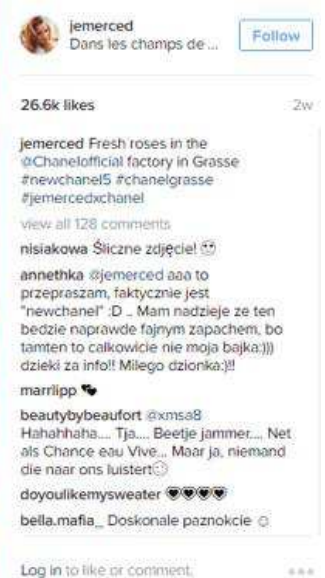 jemerced
Dans les champs de ...
Follow
26.6k likes
2w
jemerced Fresh roses in the
@Chanelofficial factory in Grasse
#newchanel5 #chanelgrasse
#jemercedxchanel
view all 128 comments
nisiakowa Śliczne zdjęcie!
annethka @jemerced aaa to
przepraszam, faktycznie jest
"newchanel" :D .. Mam nadzieje ze ten
bedzie naprawde fajnym zapachem, bo
tamten to calkowicie nie moja bajka:)))
dzieki za info!! Milego dzionka:)!!
marrlipp
beautybybeaufort @xmsa8
Hahahhaha.... Tja.... Beetje jammer.... Net
als Chance eau Vive... Maar ja, niemand
die naar ons luistert
doyoulikemysweater
bella.mafia_ Doskonale paznokcie
Log in to like or comment.